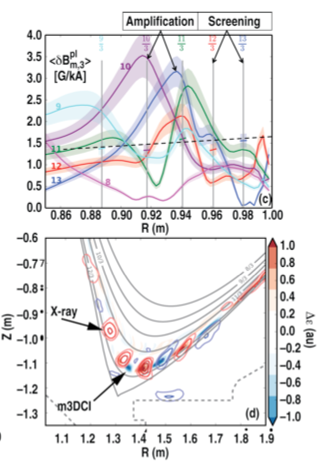 Amplification Screening
4.0
3.5
3.0
2.5
2.0
1.5
1.0
0.5
0.0
<δB^pl_m,3>
[G/kA]
9/3 10/3 11/3 12/3 13/3
10
9
11
12
13
8
(c)
0.86 0.88 0.90 0.92 0.94 0.96 0.98 1.00
R (m)
-0.6
-0.7
-0.8
-0.9
-1.0
-1.1
-1.2
-1.3
Z (m)
X-ray
m3DCI
(d)
1.0
0.8
0.6
0.4
0.2
0.0
-0.2
-0.4
-0.6
-0.8
-1.0
Δε (au)
1.1 1.2 1.3 1.4 1.5 1.6 1.7 1.8 1.9
R (m)